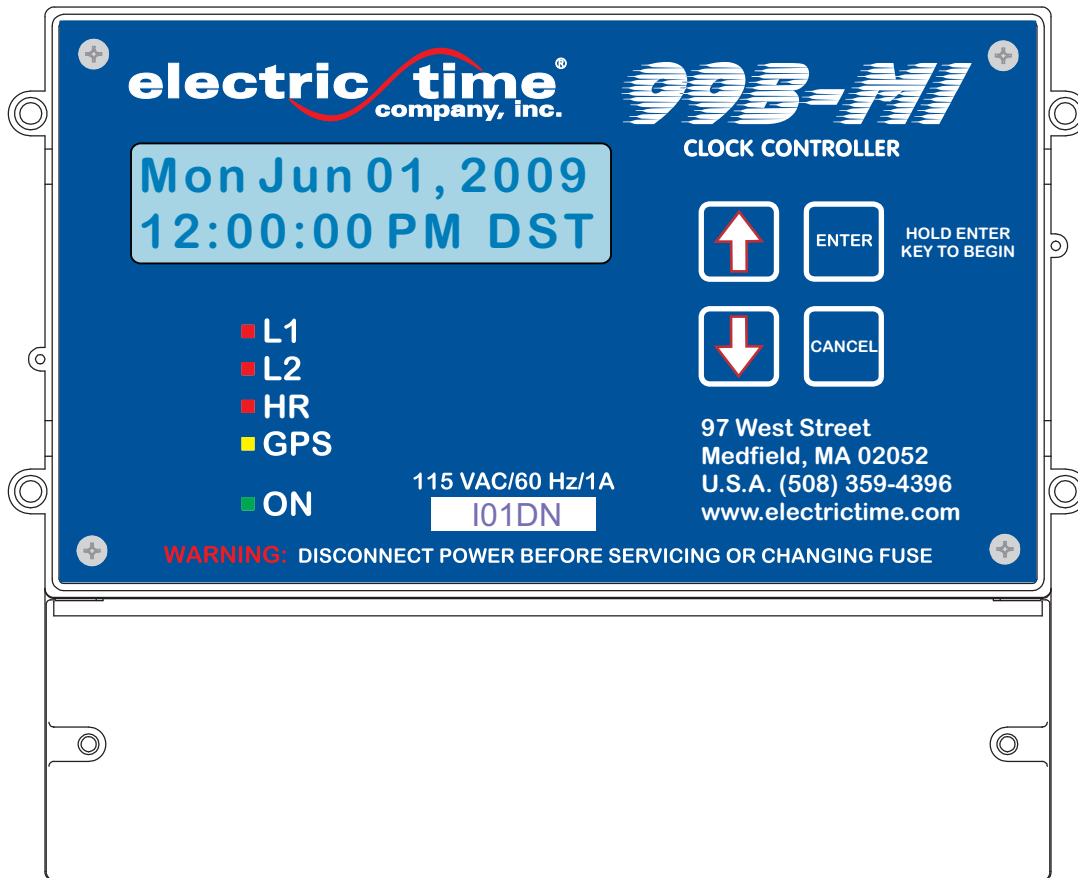 electric time®
company, inc.
99B-MI
CLOCK CONTROLLER
Mon Jun 01, 2009
12:00:00 PM DST
ENTER
HOLD ENTER
KEY TO BEGIN
CANCEL
L1
L2
HR
GPS
ON
115 VAC/60 Hz/1A
I01DN
97 West Street
Medfield, MA 02052
U.S.A. (508) 359-4396
www.electrictime.com
WARNING: DISCONNECT POWER BEFORE SERVICING OR CHANGING FUSE